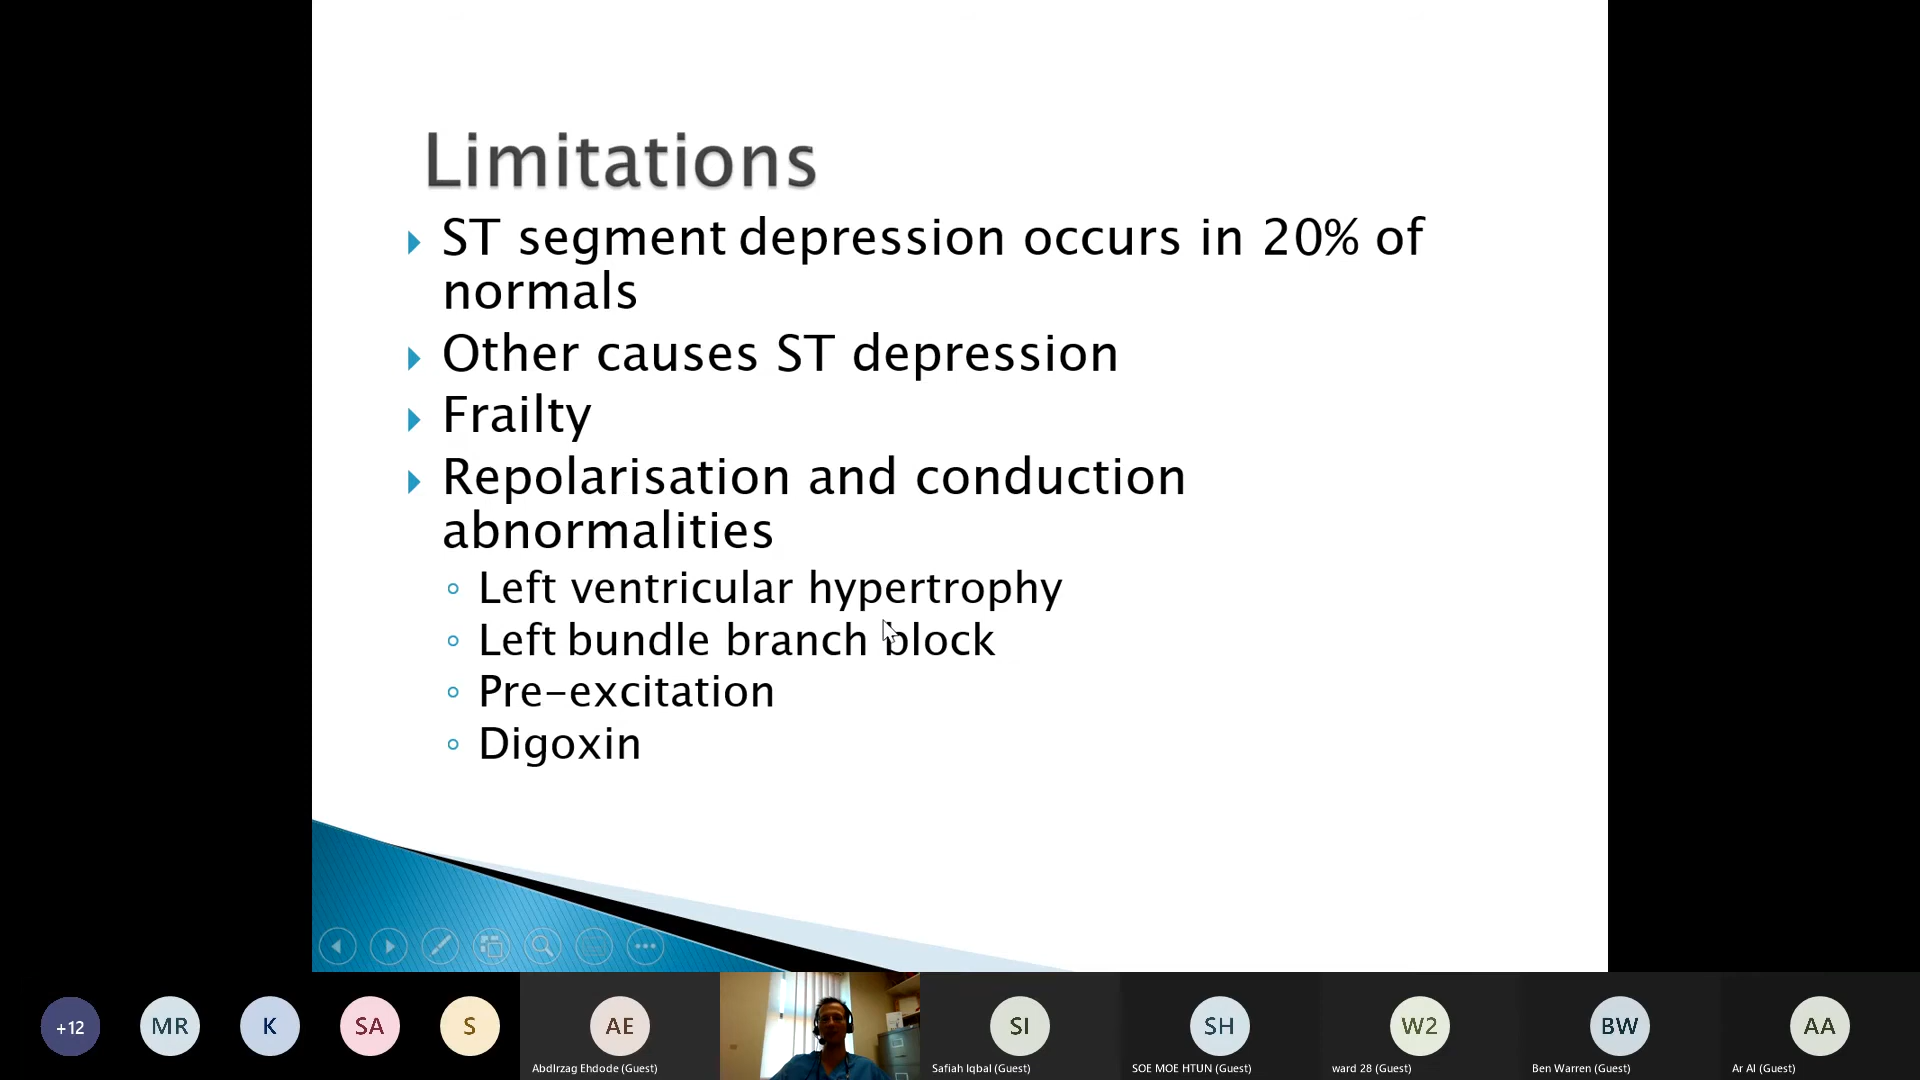 Limitations
ST segment depression occurs in 20% of
normals
Other causes ST depression
Frailty
Repolarisation and conduction
abnormalities
Left ventricular hypertrophy
Left bundle branch block
Pre-excitation
Digoxin
+12
MR
K
SA
S
AE
SI
SH
W2
BW
AA
Abdlrzag Ehdode (Guest)
Safiah Iqbal (Guest)
SOE MOE HTUN (Guest)
ward 28 (Guest)
Ben Warren (Guest)
Ar Al (Guest)